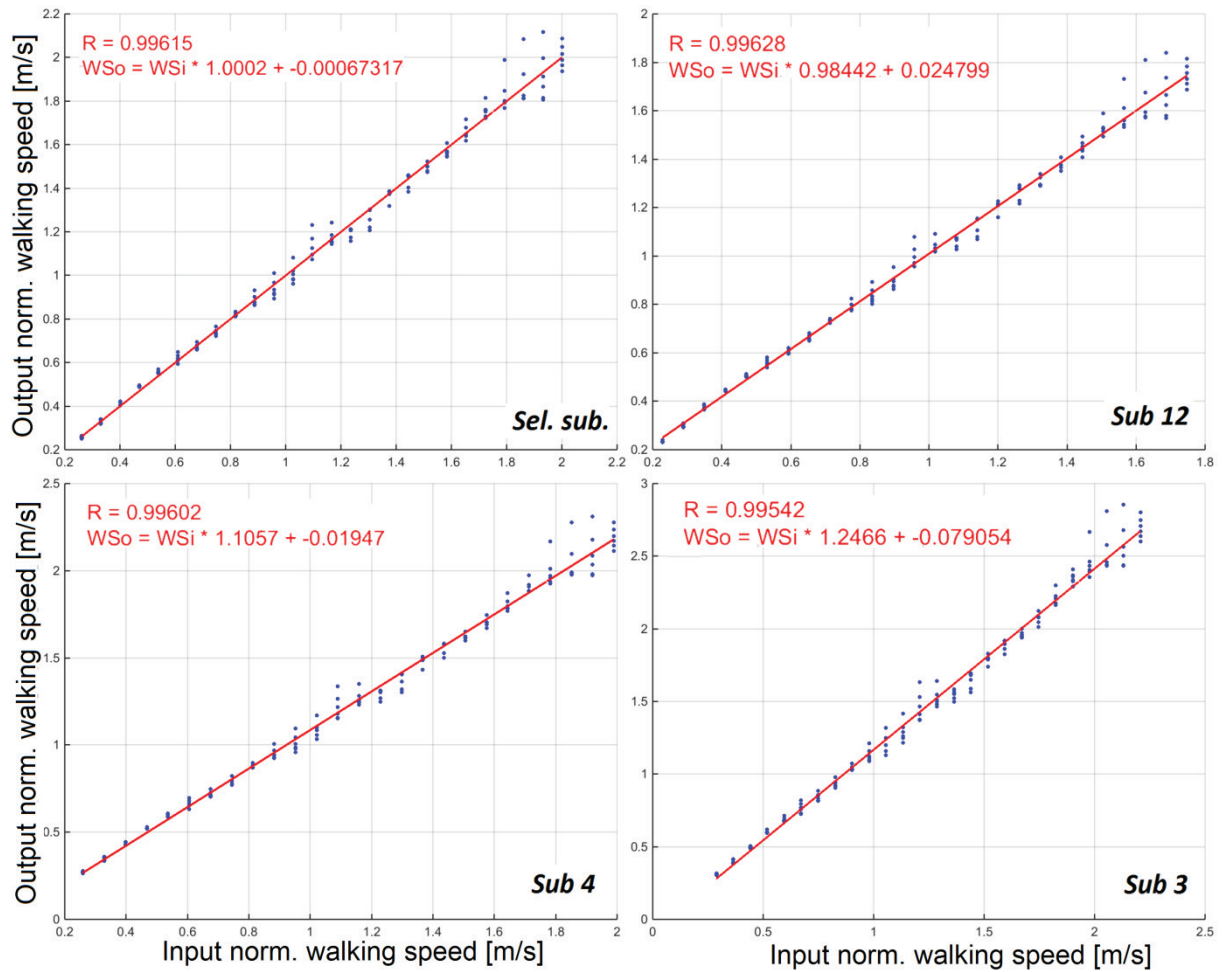 R = 0.99615
WSo = WSi * 1.0002 + -0.00067317
Sel. sub.
Output norm. walking speed [m/s]
2.2
2
1.8
1.6
1.4
1.2
1
0.8
0.6
0.4
0.2
0.2 0.4 0.6 0.8 1 1.2 1.4 1.6 1.8 2 2.2
R = 0.99628
WSo = WSi * 0.98442 + 0.024799
Sub 12
2
1.8
1.6
1.4
1.2
1
0.8
0.6
0.4
0.2
0.2 0.4 0.6 0.8 1 1.2 1.4 1.6 1.8
R = 0.99602
WSo = WSi * 1.1057 + -0.01947
Sub 4
Output norm. walking speed [m/s]
2.5
2
1.5
1
0.5
0
0.2 0.4 0.6 0.8 1 1.2 1.4 1.6 1.8 2
Input norm. walking speed [m/s]
R = 0.99542
WSo = WSi * 1.2466 + -0.079054
Sub 3
3
2.5
2
1.5
1
0.5
0
0 0.5 1 1.5 2 2.5
Input norm. walking speed [m/s]